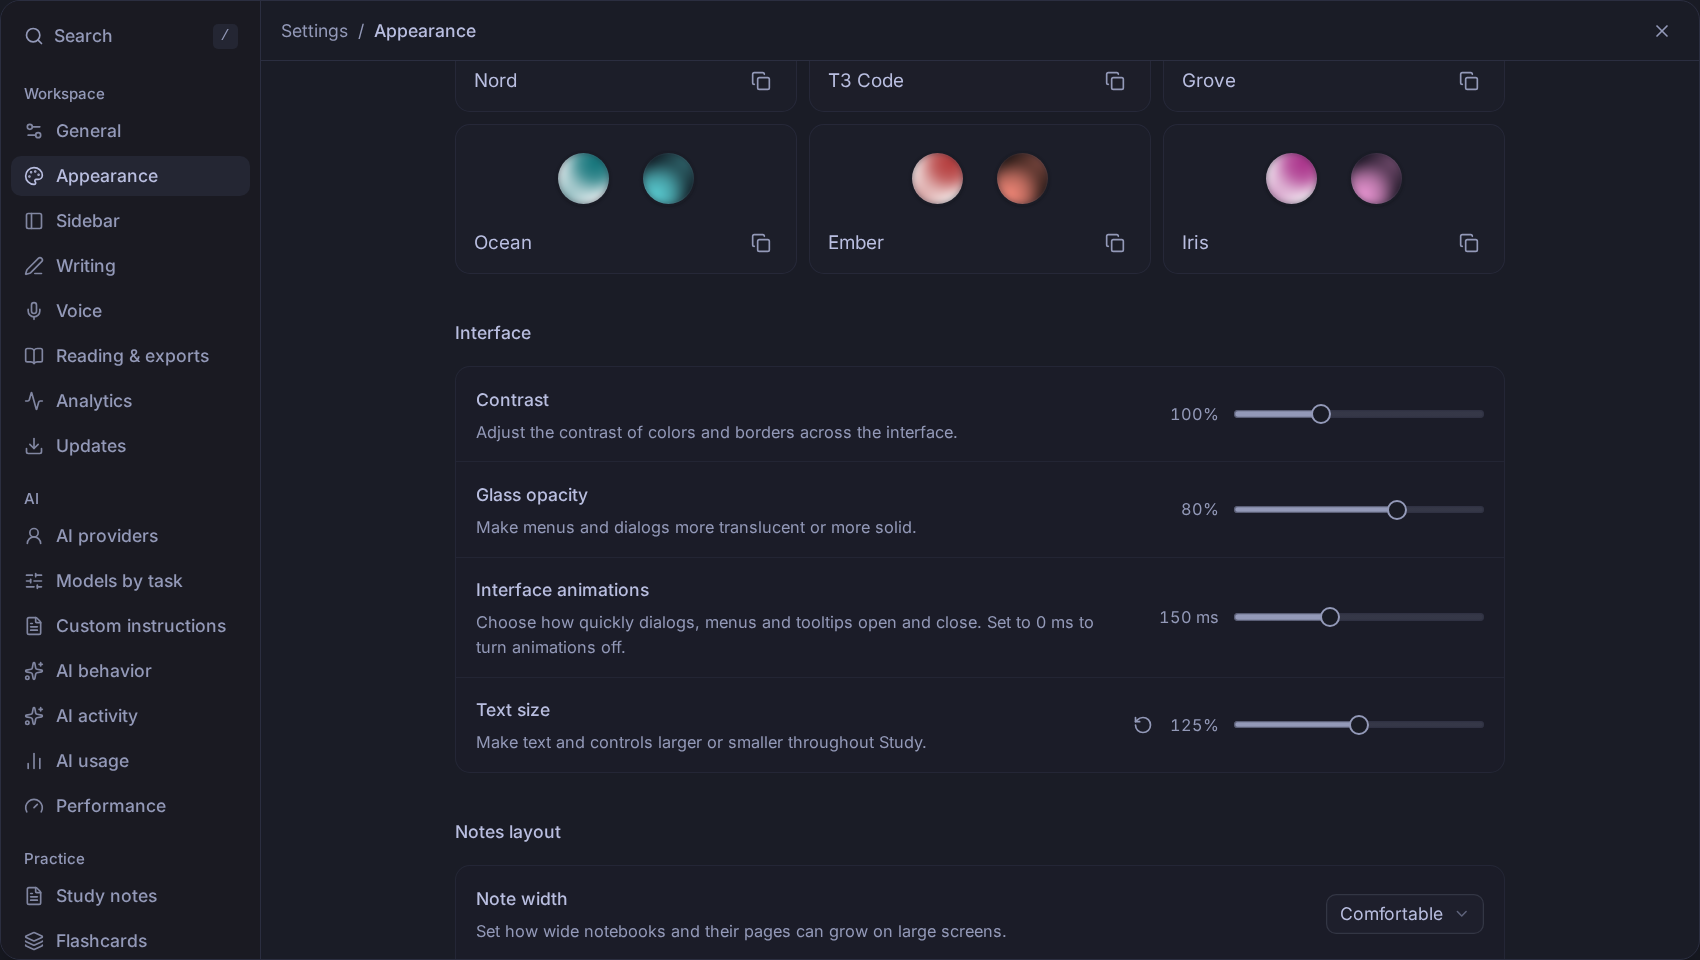 Search
/
Workspace
General
Appearance
Sidebar
Writing
Voice
Reading & exports
Analytics
Updates
AI
AI providers
Models by task
Custom instructions
AI behavior
AI activity
AI usage
Performance
Practice
Study notes
Flashcards
Settings / Appearance
Nord
T3 Code
Grove
Ocean
Ember
Iris
Interface
Contrast
Adjust the contrast of colors and borders across the interface.
100%
Glass opacity
Make menus and dialogs more translucent or more solid.
80%
Interface animations
Choose how quickly dialogs, menus and tooltips open and close. Set to 0 ms to
turn animations off.
150 ms
Text size
Make text and controls larger or smaller throughout Study.
125%
Notes layout
Note width
Set how wide notebooks and their pages can grow on large screens.
Comfortable